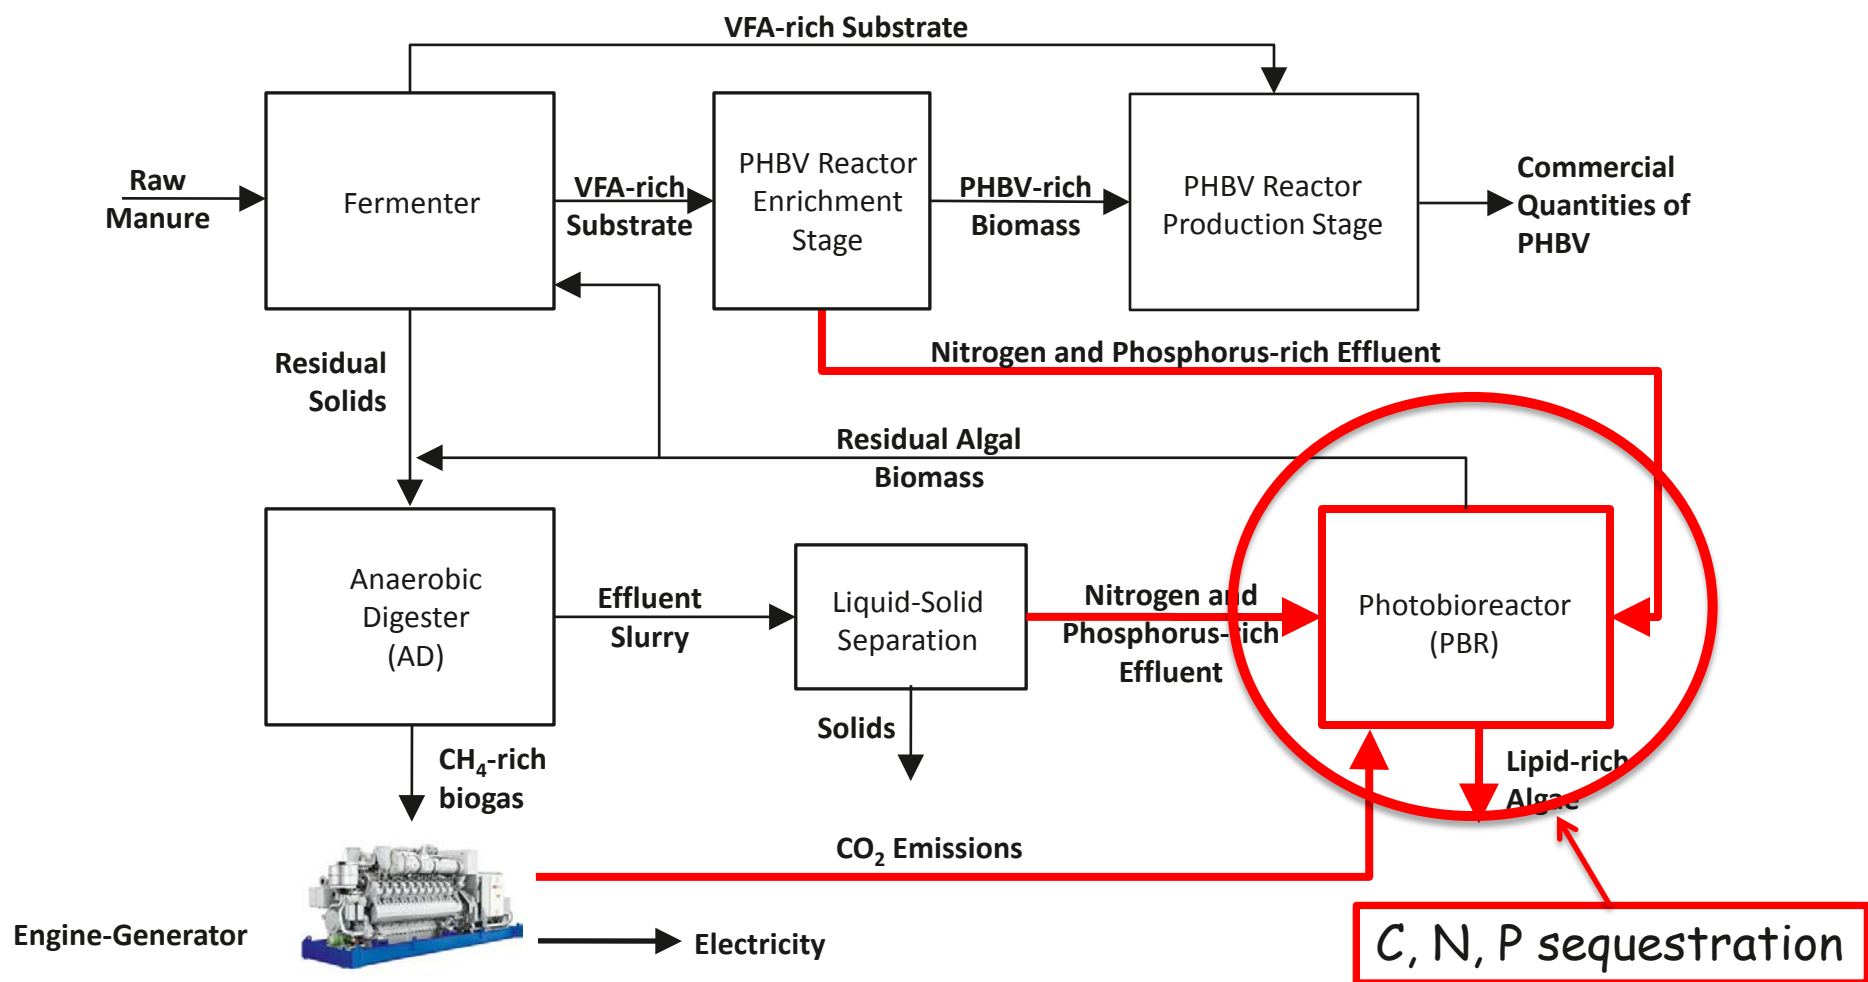 VFA-rich Substrate
Raw
Manure
Fermenter
VFA-rich
Substrate
PHBV Reactor
Enrichment
Stage
PHBV-rich
Biomass
PHBV Reactor
Production Stage
Commercial
Quantities of
PHBV
Residual
Solids
Nitrogen and Phosphorus-rich Effluent
Residual Algal
Biomass
Anaerobic
Digester
(AD)
Effluent
Slurry
Liquid-Solid
Separation
Nitrogen and
Phosphorus-rich
Effluent
Photobioreactor
(PBR)
Solids
CH₄-rich
biogas
Lipid-rich
Algae
CO₂ Emissions
Engine-Generator
Electricity
C, N, P sequestration